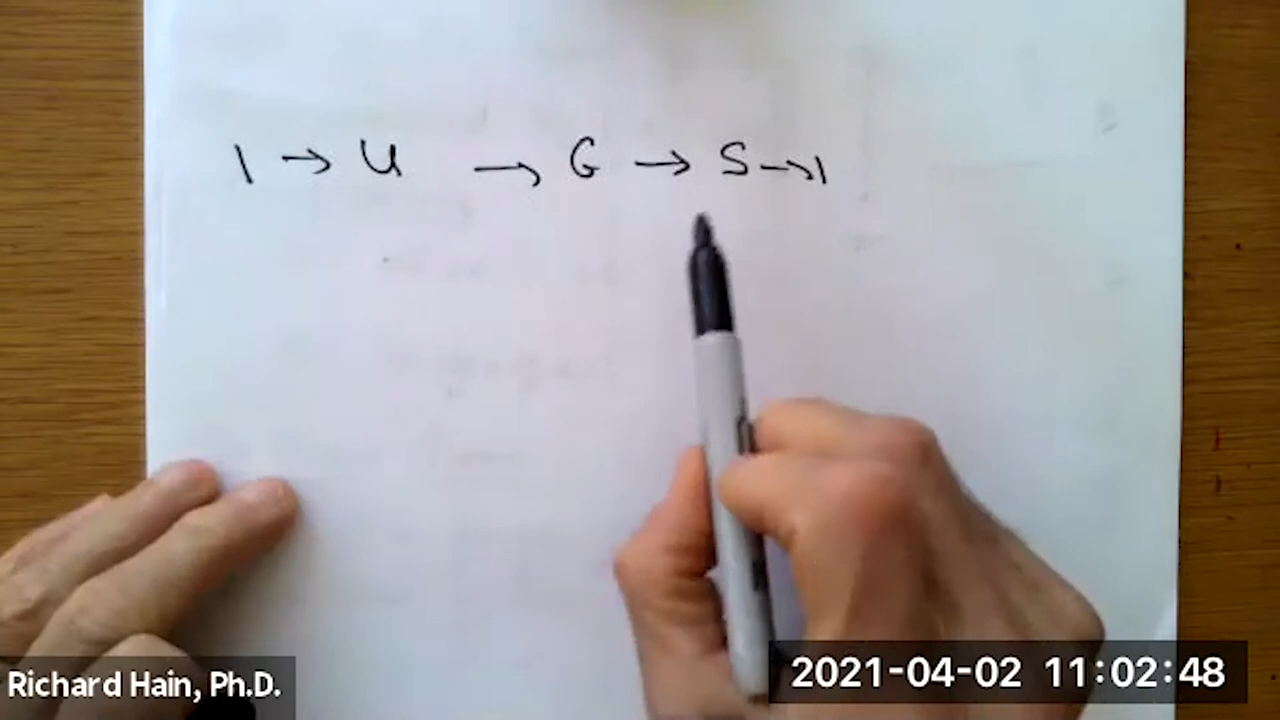 1 → U → G → S → 1
Richard Hain, Ph.D.
2021-04-02 11:02:48